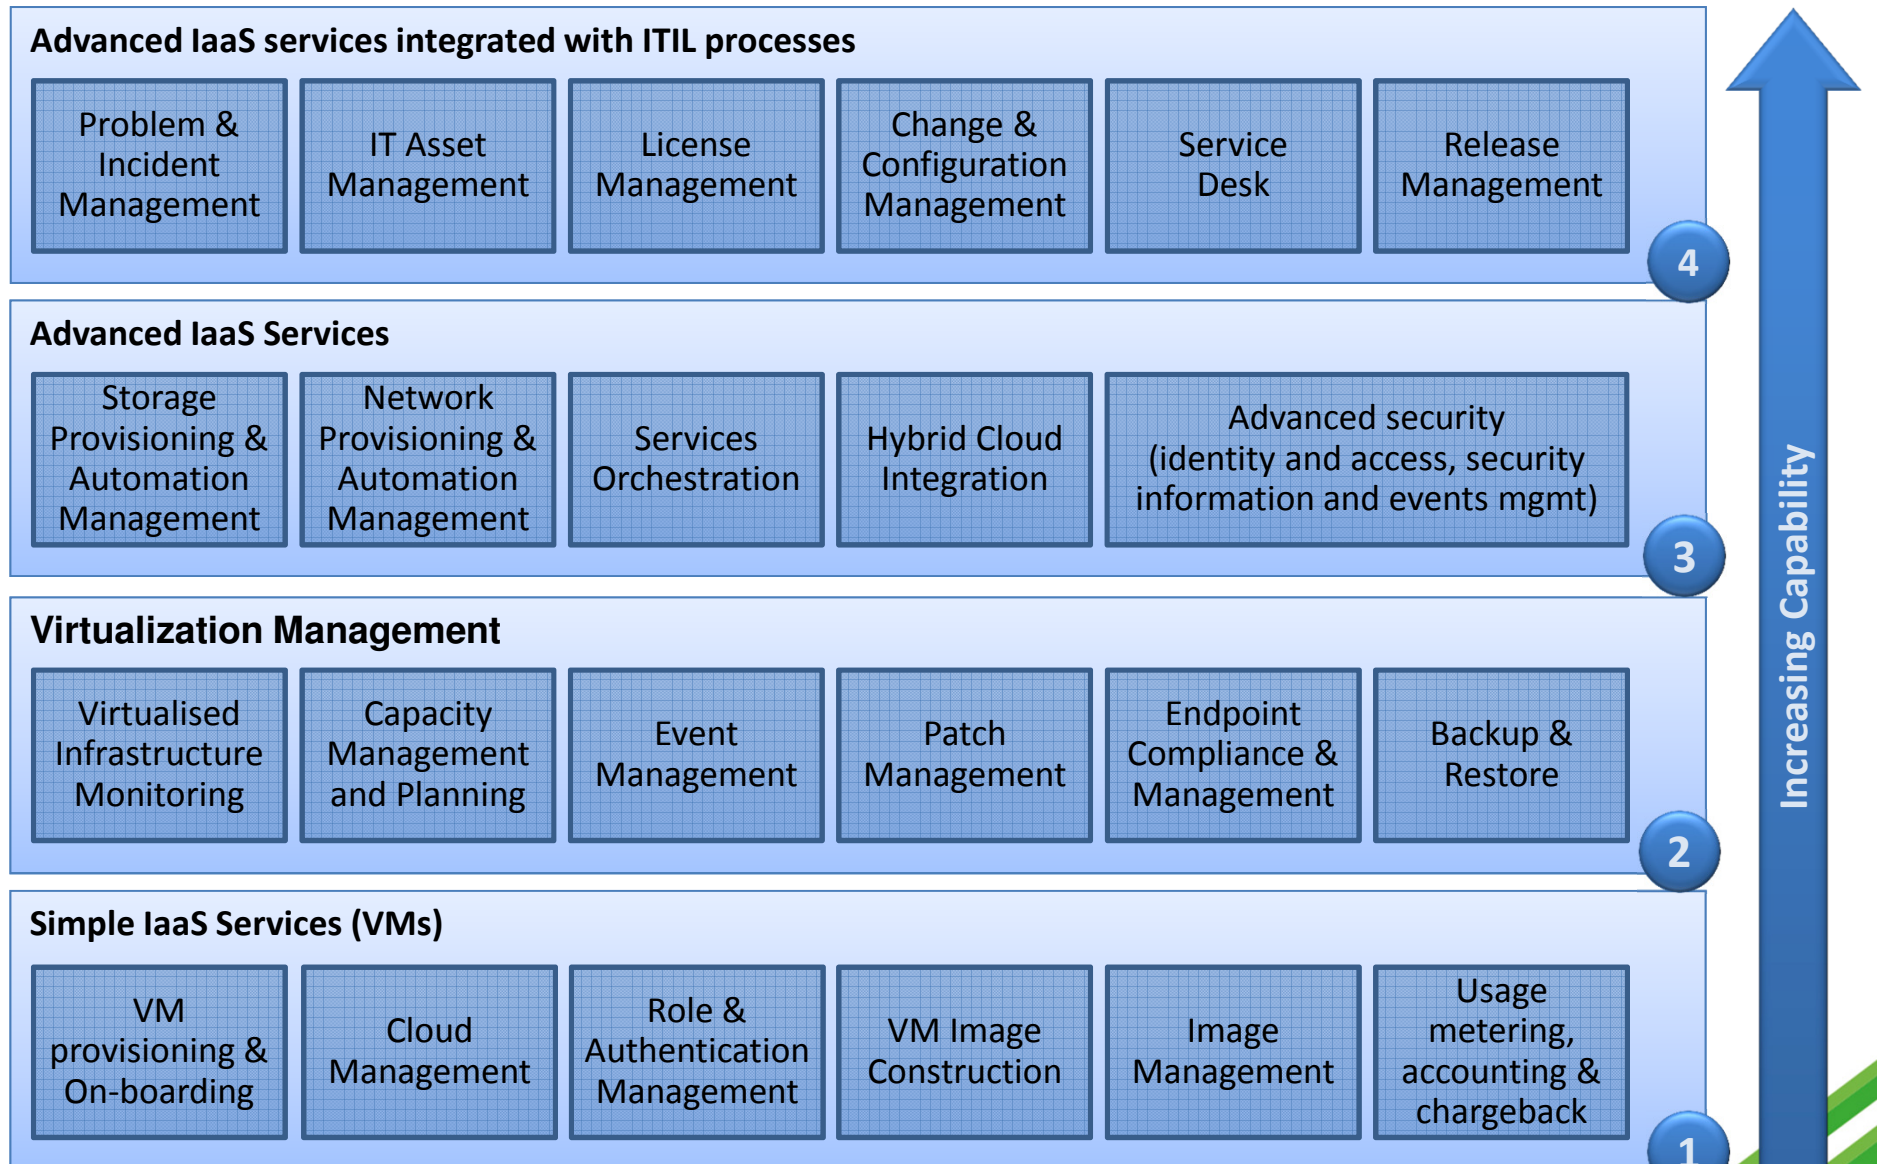 Advanced IaaS services integrated with ITIL processes
Problem &
Incident
Management
IT Asset
Management
License
Management
Change &
Configuration
Management
Service
Desk
Release
Management
4
Advanced IaaS Services
Storage
Provisioning &
Automation
Management
Network
Provisioning &
Automation
Management
Services
Orchestration
Hybrid Cloud
Integration
Advanced security
(identity and access, security
information and events mgmt)
3
Virtualization Management
Virtualised
Infrastructure
Monitoring
Capacity
Management
and Planning
Event
Management
Patch
Management
Endpoint
Compliance &
Management
Backup &
Restore
2
Simple IaaS Services (VMs)
VM
provisioning &
On-boarding
Cloud
Management
Role &
Authentication
Management
VM Image
Construction
Image
Management
Usage
metering,
accounting &
chargeback
1
Increasing Capability